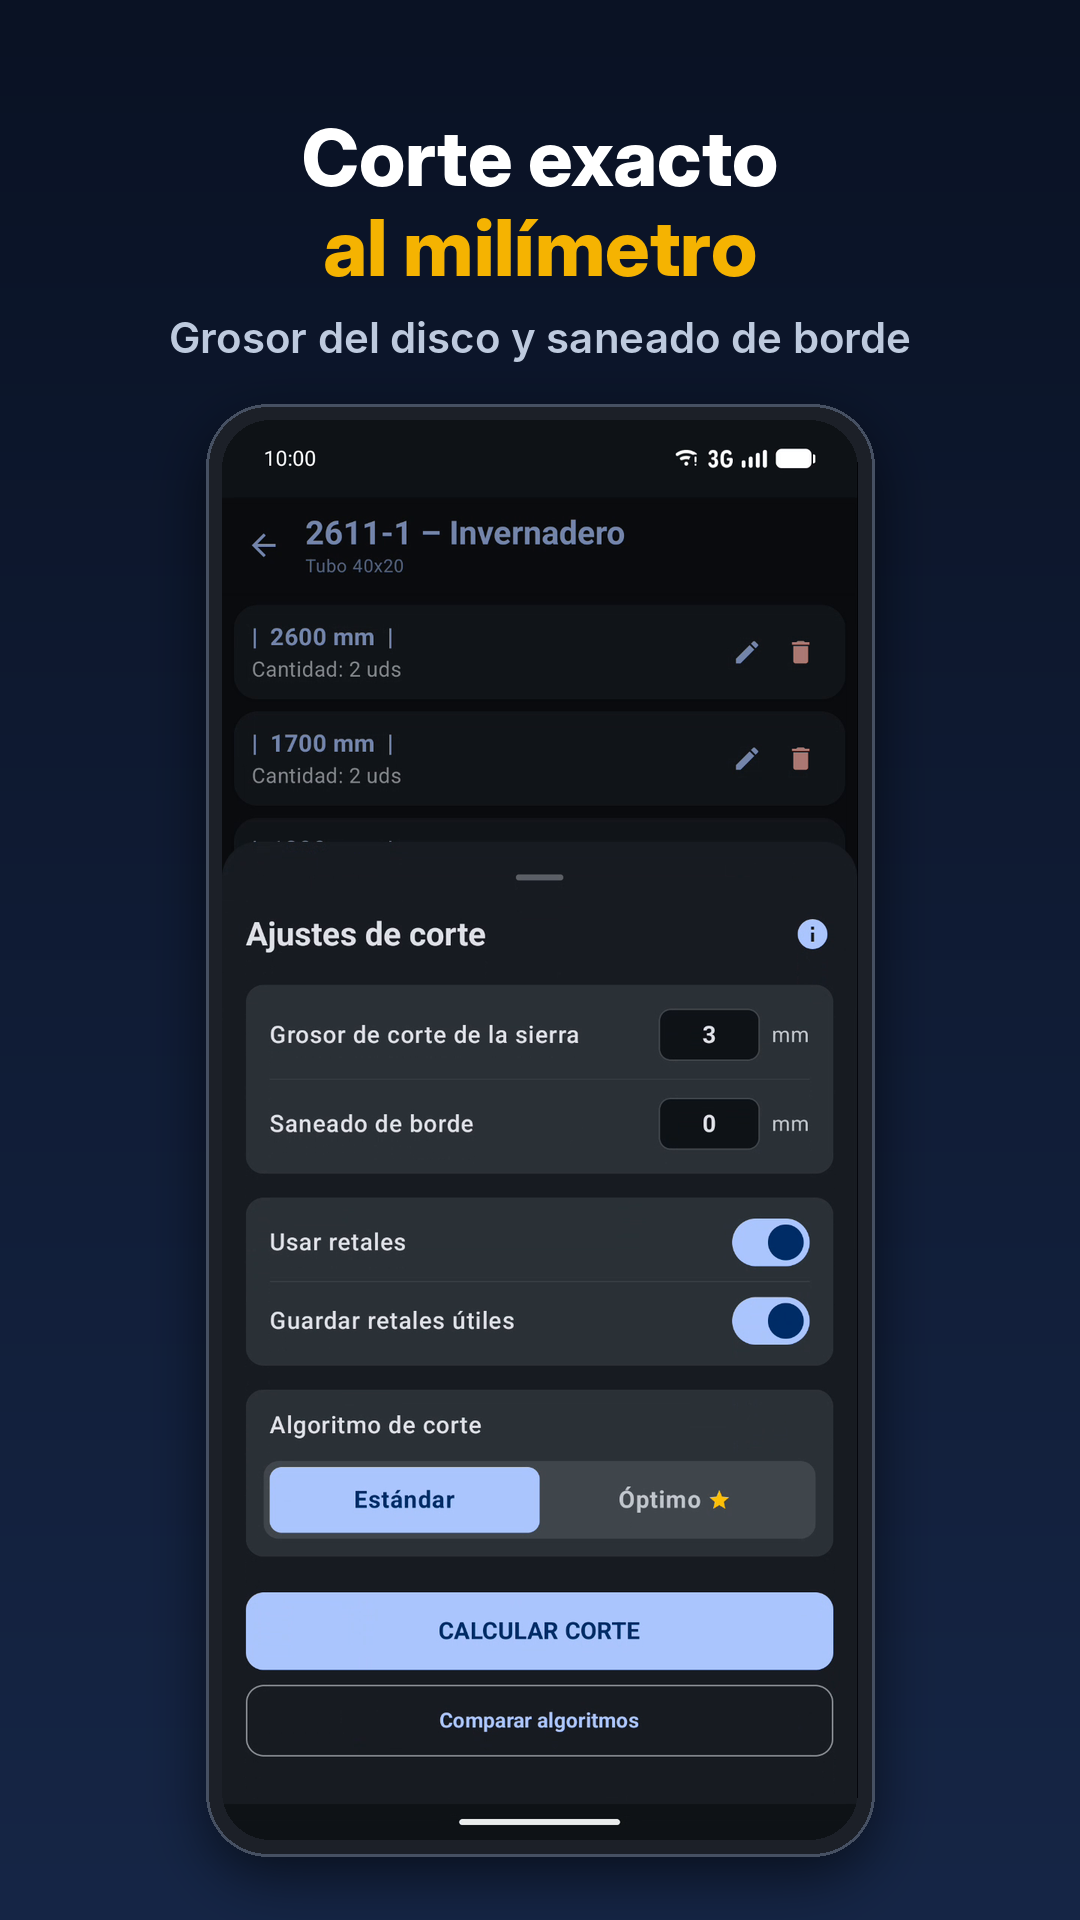 Corte exacto
al milímetro
Grosor del disco y saneado de borde
10:00 3G
2611-1 – Invernadero
Tubo 40x20
| 2600 mm |
Cantidad: 2 uds
| 1700 mm |
Cantidad: 2 uds
Ajustes de corte
Grosor de corte de la sierra 3 mm
Saneado de borde 0 mm
Usar retales
Guardar retales útiles
Algoritmo de corte
Estándar Óptimo
CALCULAR CORTE
Comparar algoritmos